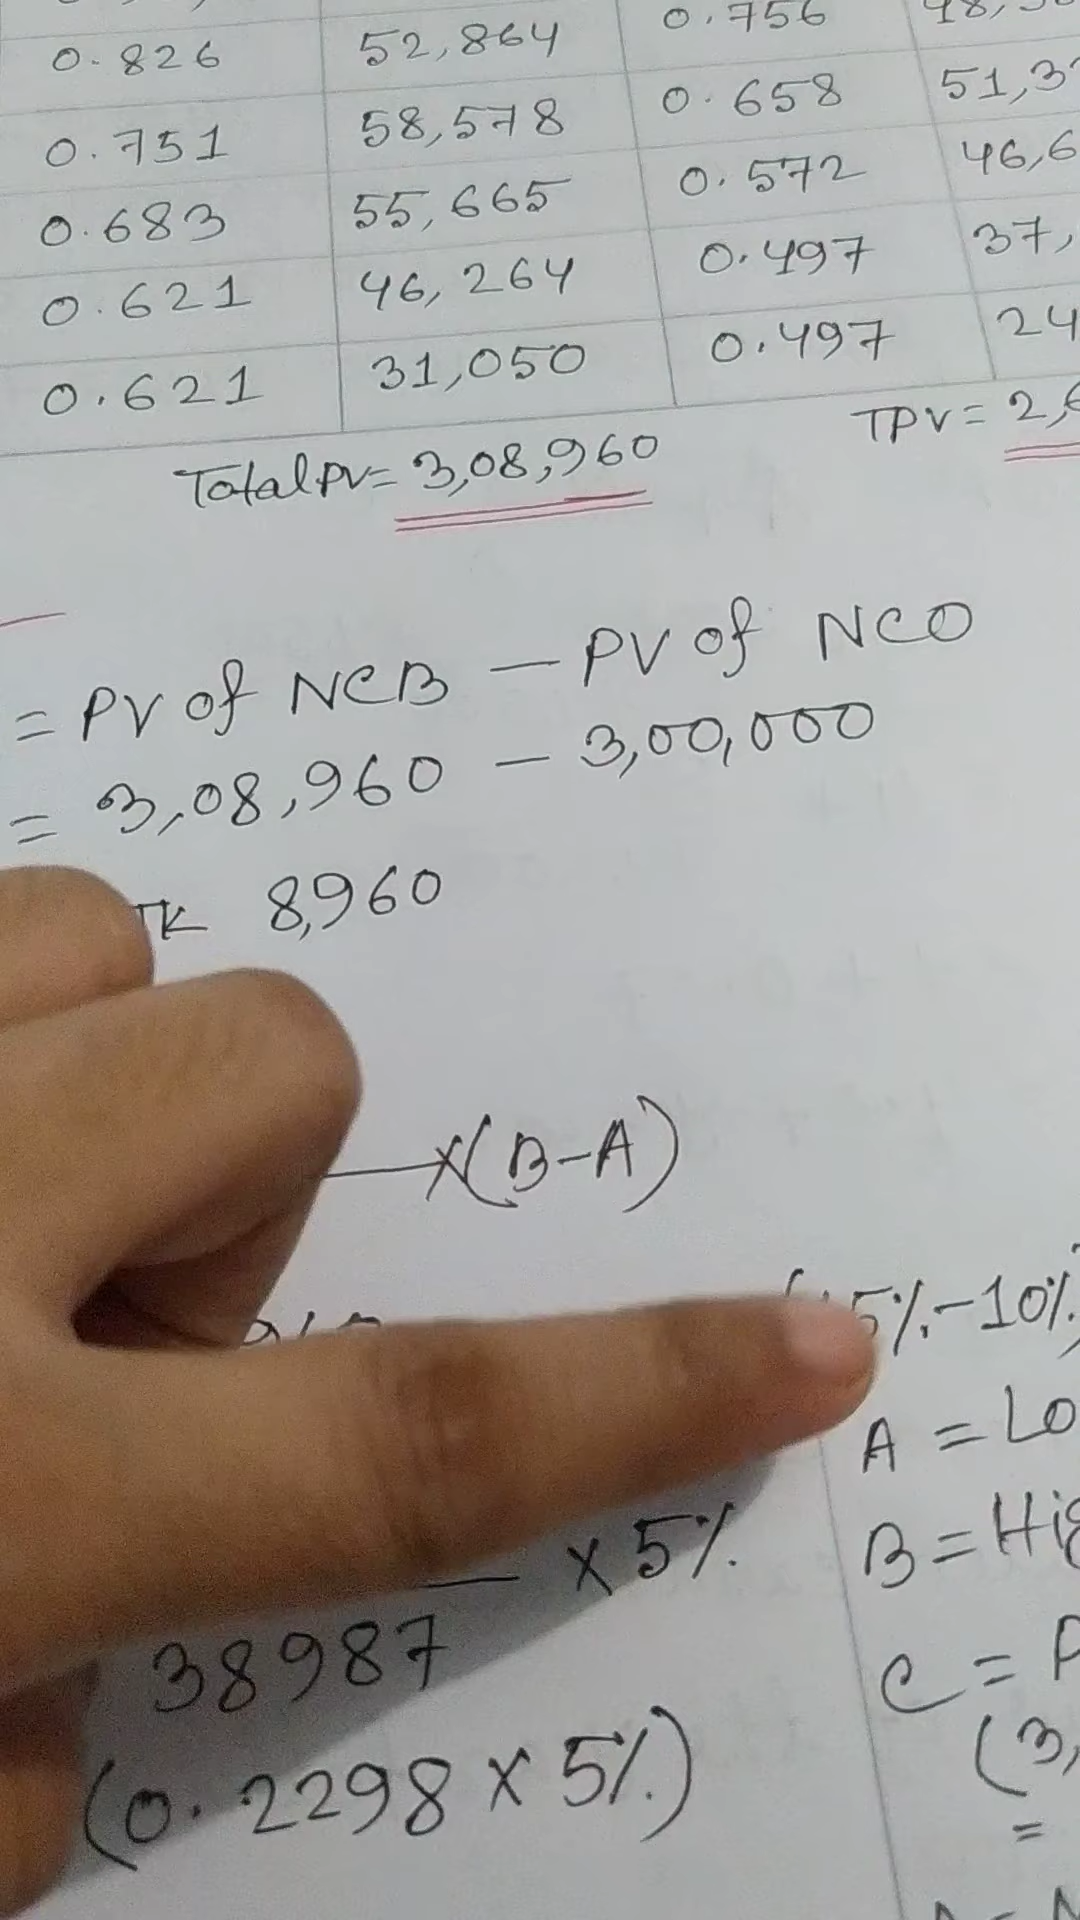 0.756
0.826 52,864
0.751 58,578 0.658 51,3
0.683 55,665 0.572 46,6
0.621 46,264 0.497 37,
0.621 31,050 0.497 24
Total PV= 3,08,960 TPV= 2,6
= PV of NCB – PV of NCO
= 3,08,960 – 3,00,000
TK 8,960
×(B-A)
5%-10%
A = Lo
× 5% B = Hig
38987 C = P
(0.2298 × 5%) (3,
=